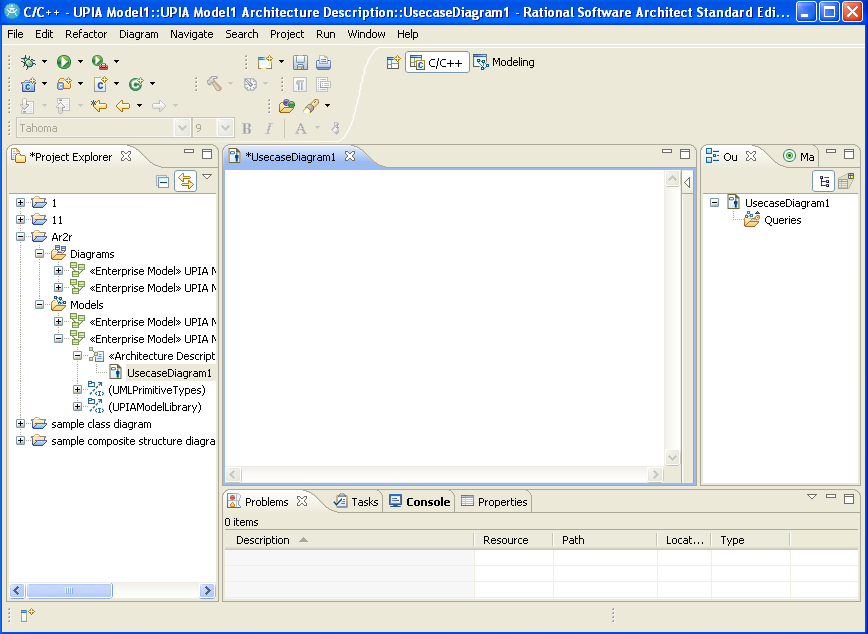 C/C++ - UPIA Model1::UPIA Model1 Architecture Description::UsecaseDiagram1 - Rational Software Architect Standard Edi...
File Edit Refactor Diagram Navigate Search Project Run Window Help
C/C++ Modeling
Tahoma 9 B I A
*Project Explorer
*UsecaseDiagram1
Ou Ma
1
11
Ar2r
Diagrams
«Enterprise Model» UPIA M
«Enterprise Model» UPIA M
Models
«Enterprise Model» UPIA M
«Enterprise Model» UPIA M
«Architecture Descript
UsecaseDiagram1
(UMLPrimitiveTypes)
(UPIAModelLibrary)
sample class diagram
sample composite structure diagra
UsecaseDiagram1
Queries
Problems Tasks Console Properties
0 items
Description Resource Path Locat... Type